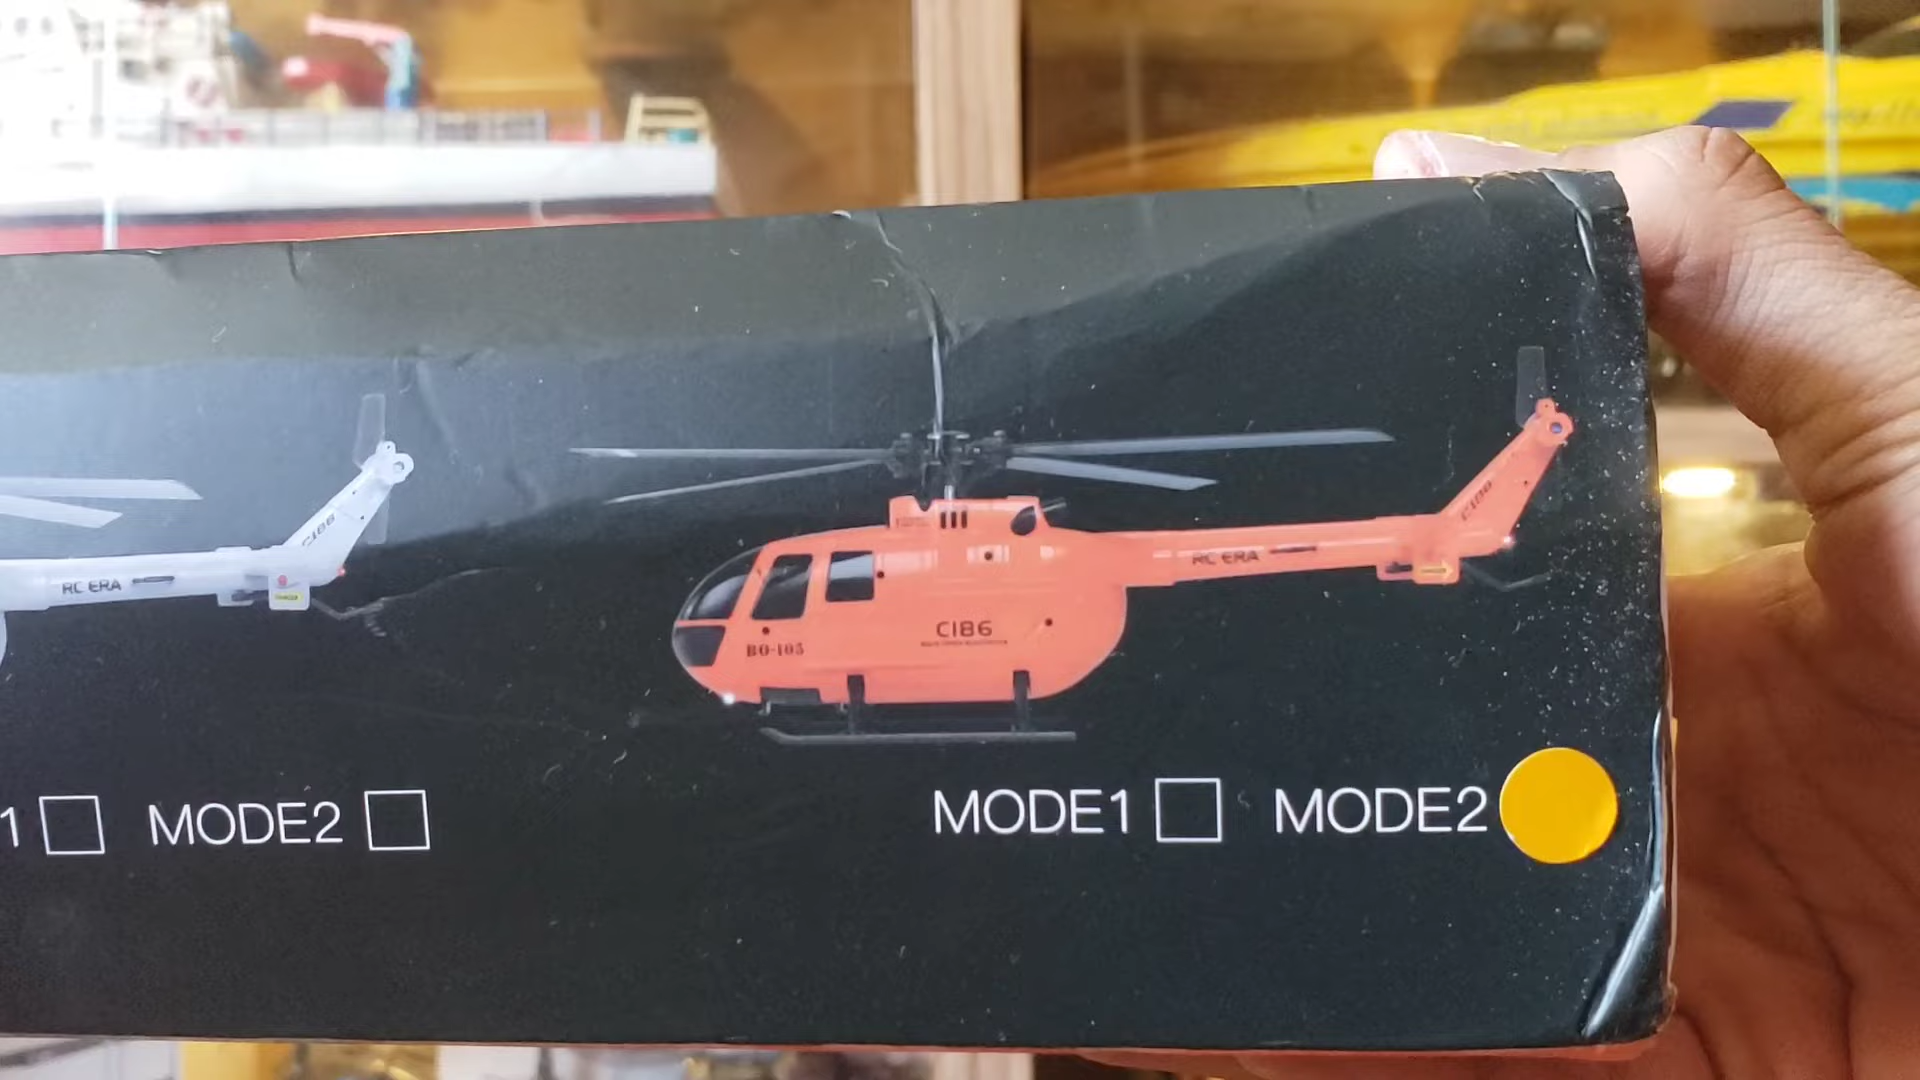 C186
RC ERA
RC ERA
C186
C186
BO-105
1 MODE2
MODE1 MODE2